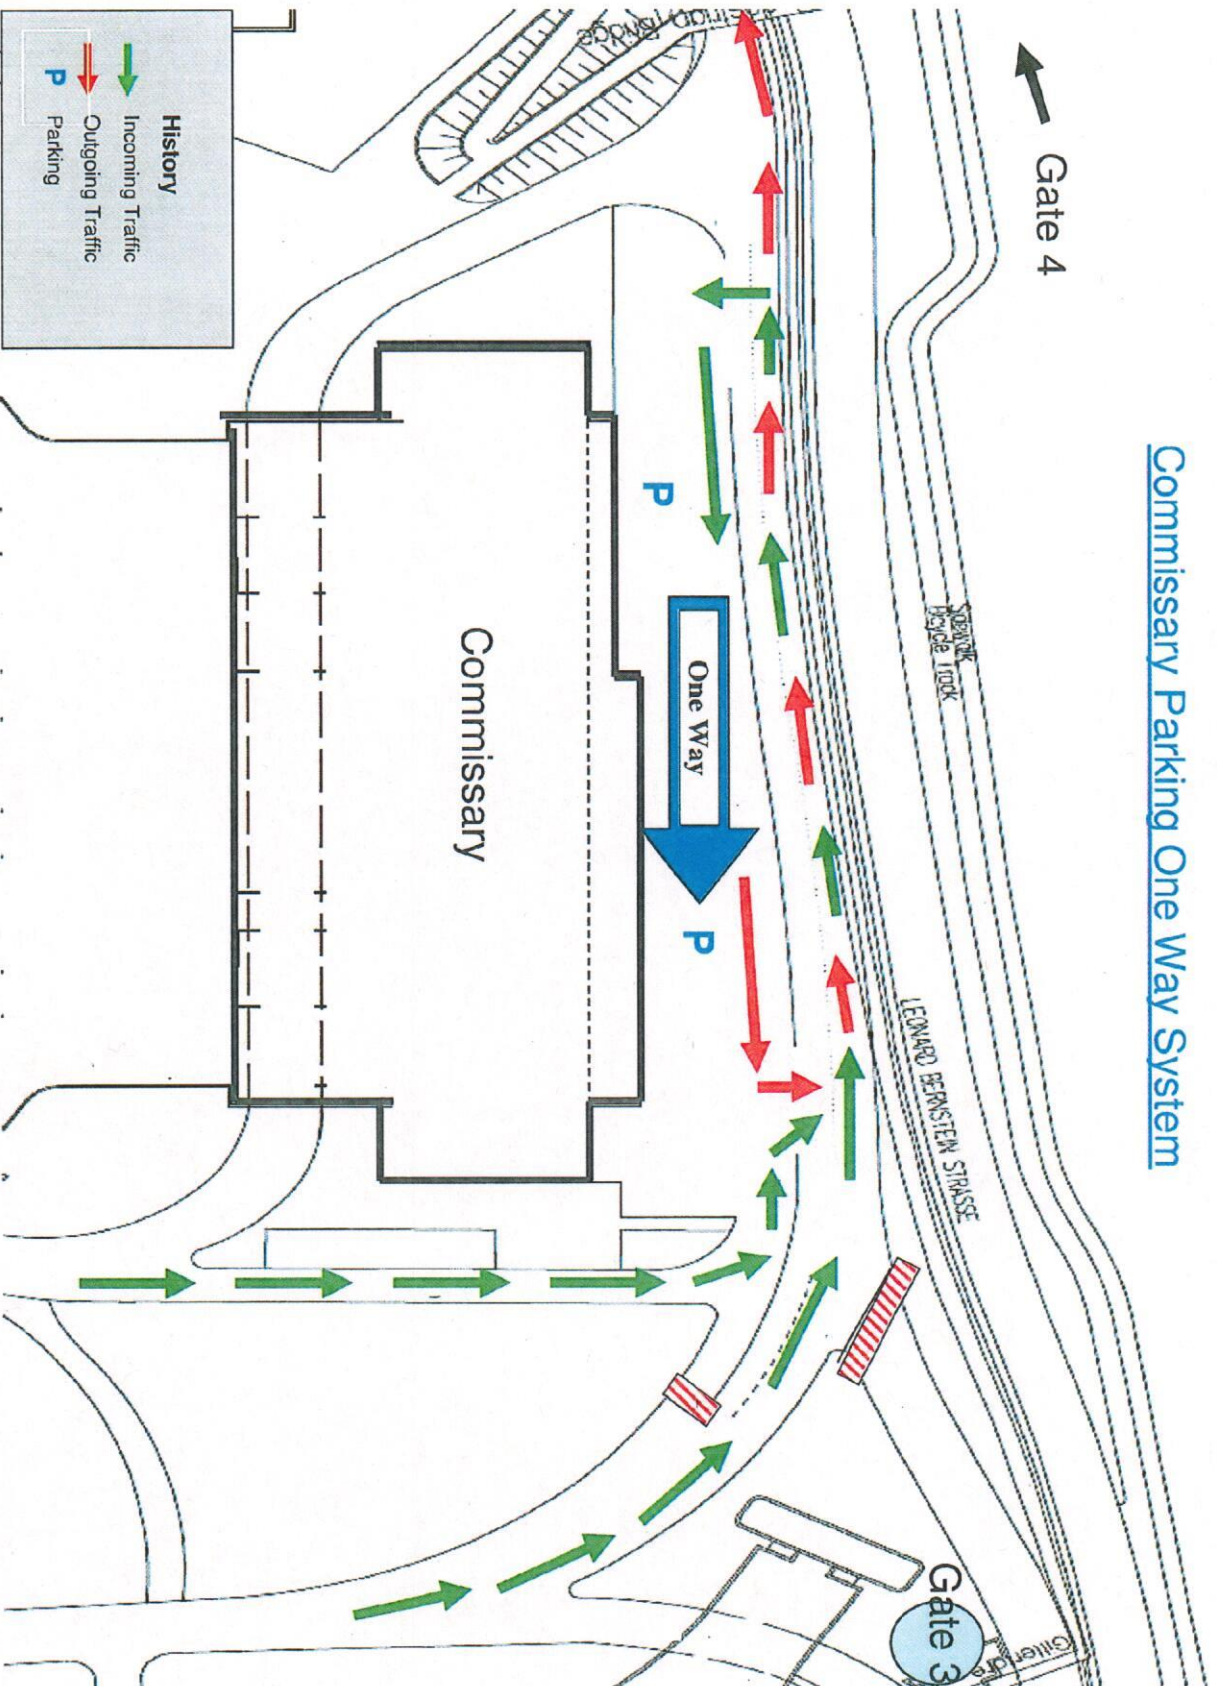 Commissary Parking One Way System
Gate 4
Sidewalk
Bicycle Track
LEONARD BERNSTEIN STRASSE
One Way
P
P
Commissary
Gate 3
History
Incoming Traffic
Outgoing Traffic
P Parking